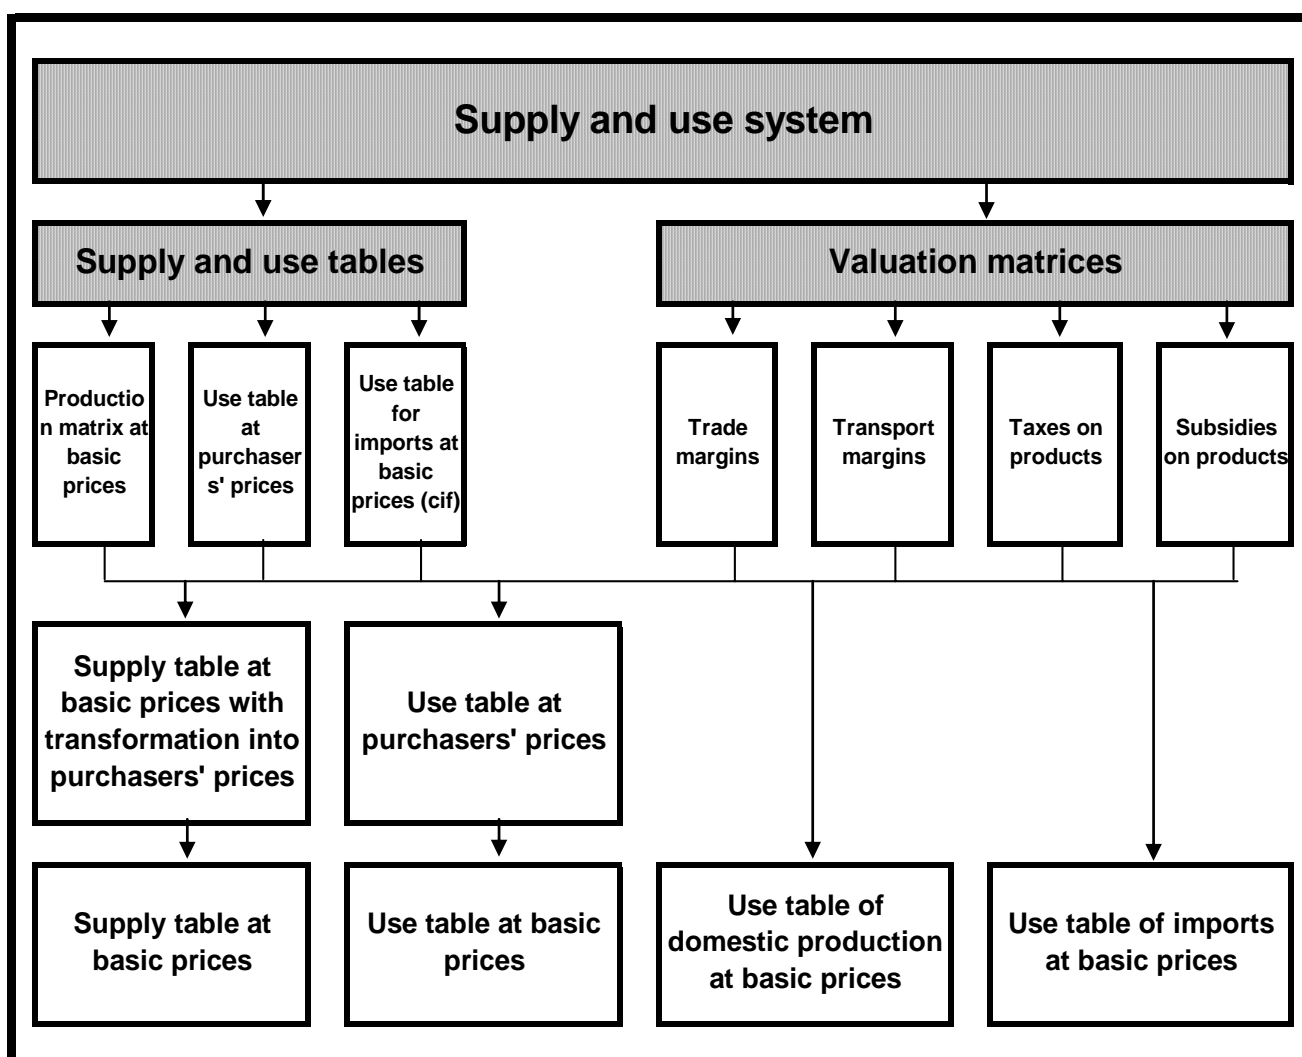 Supply and use system
Supply and use tables
Valuation matrices
Productio
n matrix at
basic
prices
Use table
at
purchaser
s' prices
Use table
for
imports at
basic
prices (cif)
Trade
margins
Transport
margins
Taxes on
products
Subsidies
on products
Supply table at
basic prices with
transformation into
purchasers' prices
Use table at
purchasers' prices
Supply table at
basic prices
Use table at basic
prices
Use table of
domestic production
at basic prices
Use table of imports
at basic prices